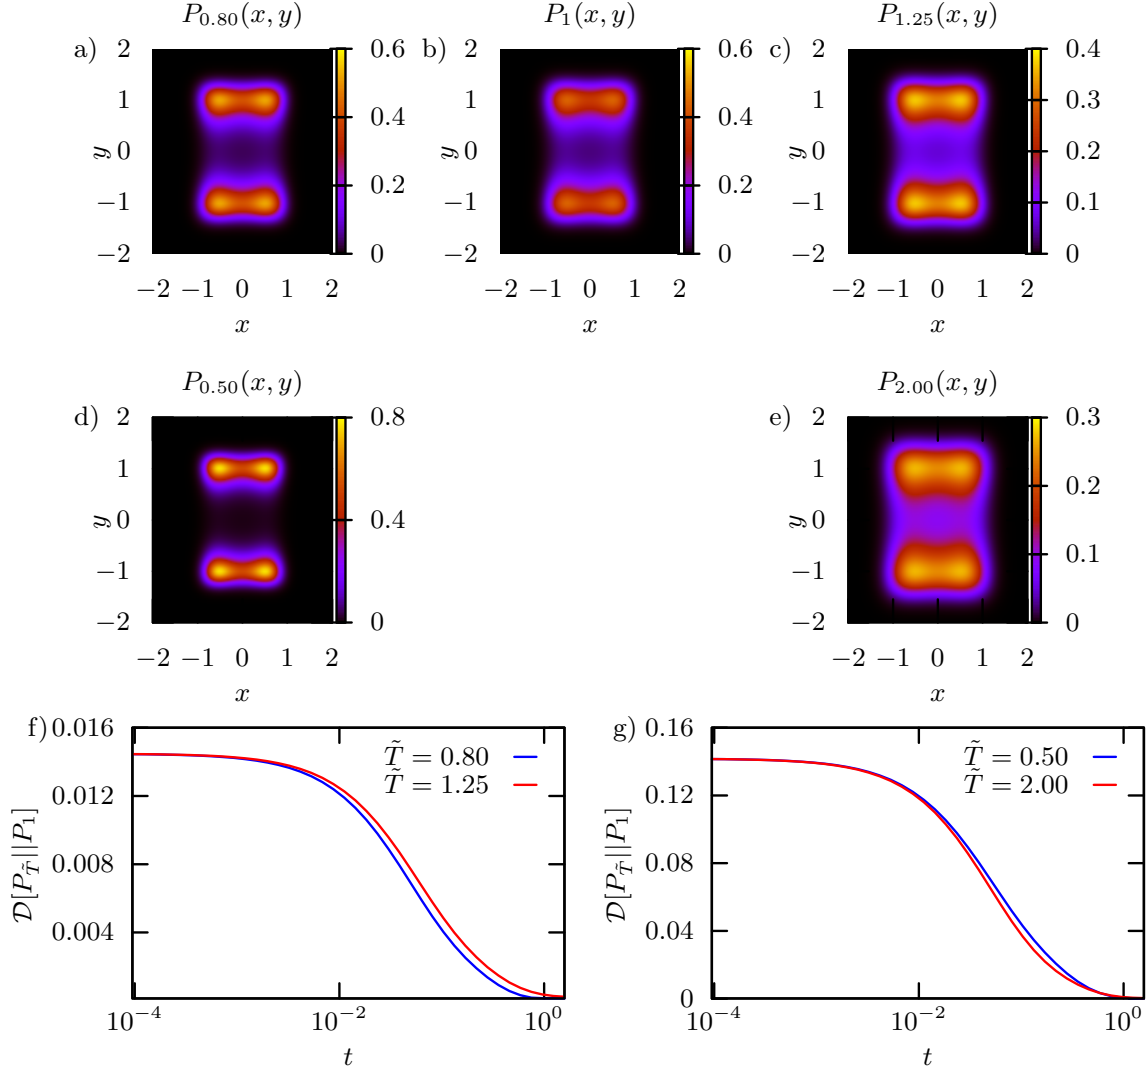 P_{0.80}(x, y)
P_1(x, y)
P_{1.25}(x, y)
a)
2
1
y 0
−1
−2
−2 −1 0 1 2
x
0.6
0.4
0.2
0
b)
2
1
y 0
−1
−2
−2 −1 0 1 2
x
0.6
0.4
0.2
0
c)
2
1
y 0
−1
−2
−2 −1 0 1 2
x
0.4
0.3
0.2
0.1
0
P_{0.50}(x, y)
d)
2
1
y 0
−1
−2
−2 −1 0 1 2
x
0.8
0.4
0
P_{2.00}(x, y)
e)
2
1
y 0
−1
−2
−2 −1 0 1 2
x
0.3
0.2
0.1
0
f)
0.016
0.012
0.008
0.004
𝒟[P_{T̃}||P_1]
T̃ = 0.80
T̃ = 1.25
10^{−4} 10^{−2} 10^0
t
g)
0.16
0.12
0.08
0.04
0
𝒟[P_{T̃}||P_1]
T̃ = 0.50
T̃ = 2.00
10^{−4} 10^{−2} 10^0
t